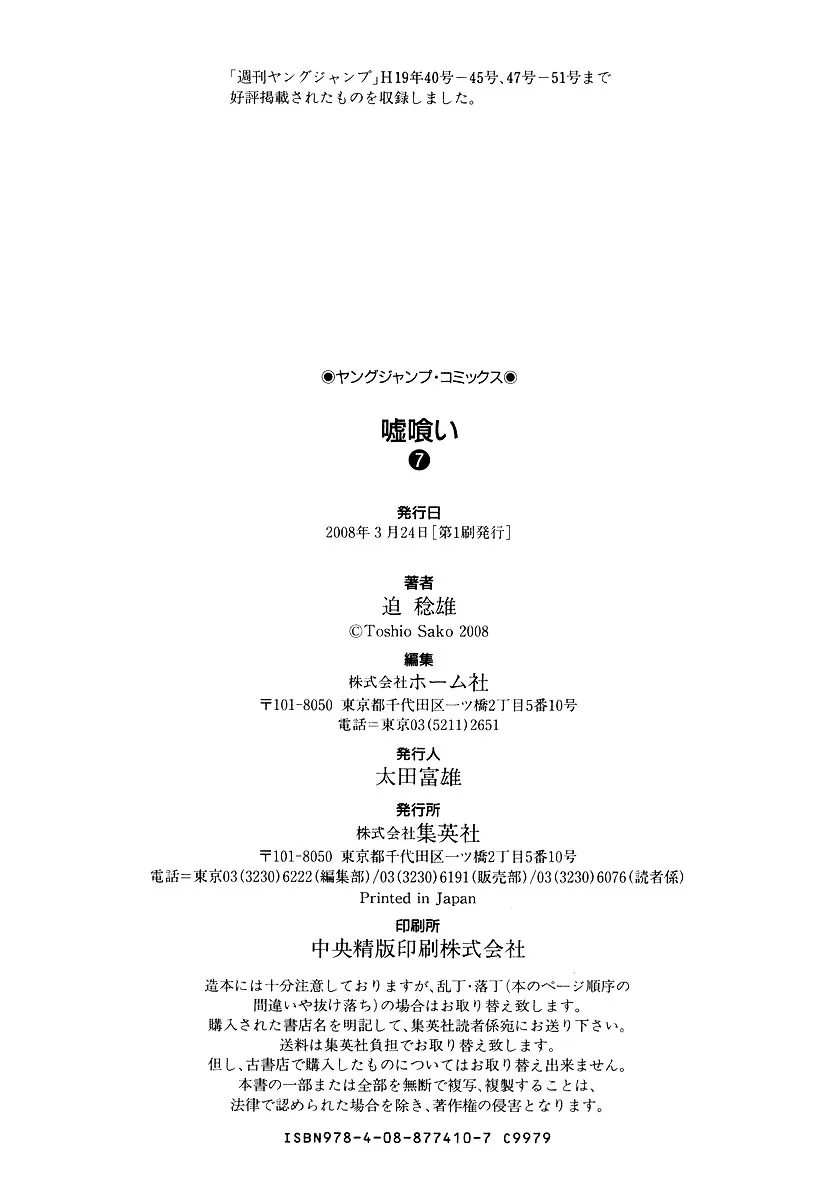 「週刊ヤングジャンプ」H19年40号−45号、47号−51号まで
好評掲載されたものを収録しました。
◉ヤングジャンプ・コミックス◉
嘘喰い
❼
発行日
2008年3月24日[第1刷発行]
著者
迫 稔雄
©Toshio Sako 2008
編集
株式会社ホーム社
〒101-8050 東京都千代田区一ツ橋2丁目5番10号
電話＝東京03(5211)2651
発行人
太田富雄
発行所
株式会社集英社
〒101-8050 東京都千代田区一ツ橋2丁目5番10号
電話＝東京03(3230)6222(編集部)/03(3230)6191(販売部)/03(3230)6076(読者係)
Printed in Japan
印刷所
中央精版印刷株式会社
造本には十分注意しておりますが、乱丁・落丁(本のページ順序の
間違いや抜け落ち)の場合はお取り替え致します。
購入された書店名を明記して、集英社読者係宛にお送り下さい。
送料は集英社負担でお取り替え致します。
但し、古書店で購入したものについてはお取り替え出来ません。
本書の一部または全部を無断で複写、複製することは、
法律で認められた場合を除き、著作権の侵害となります。
ISBN978-4-08-877410-7 C9979